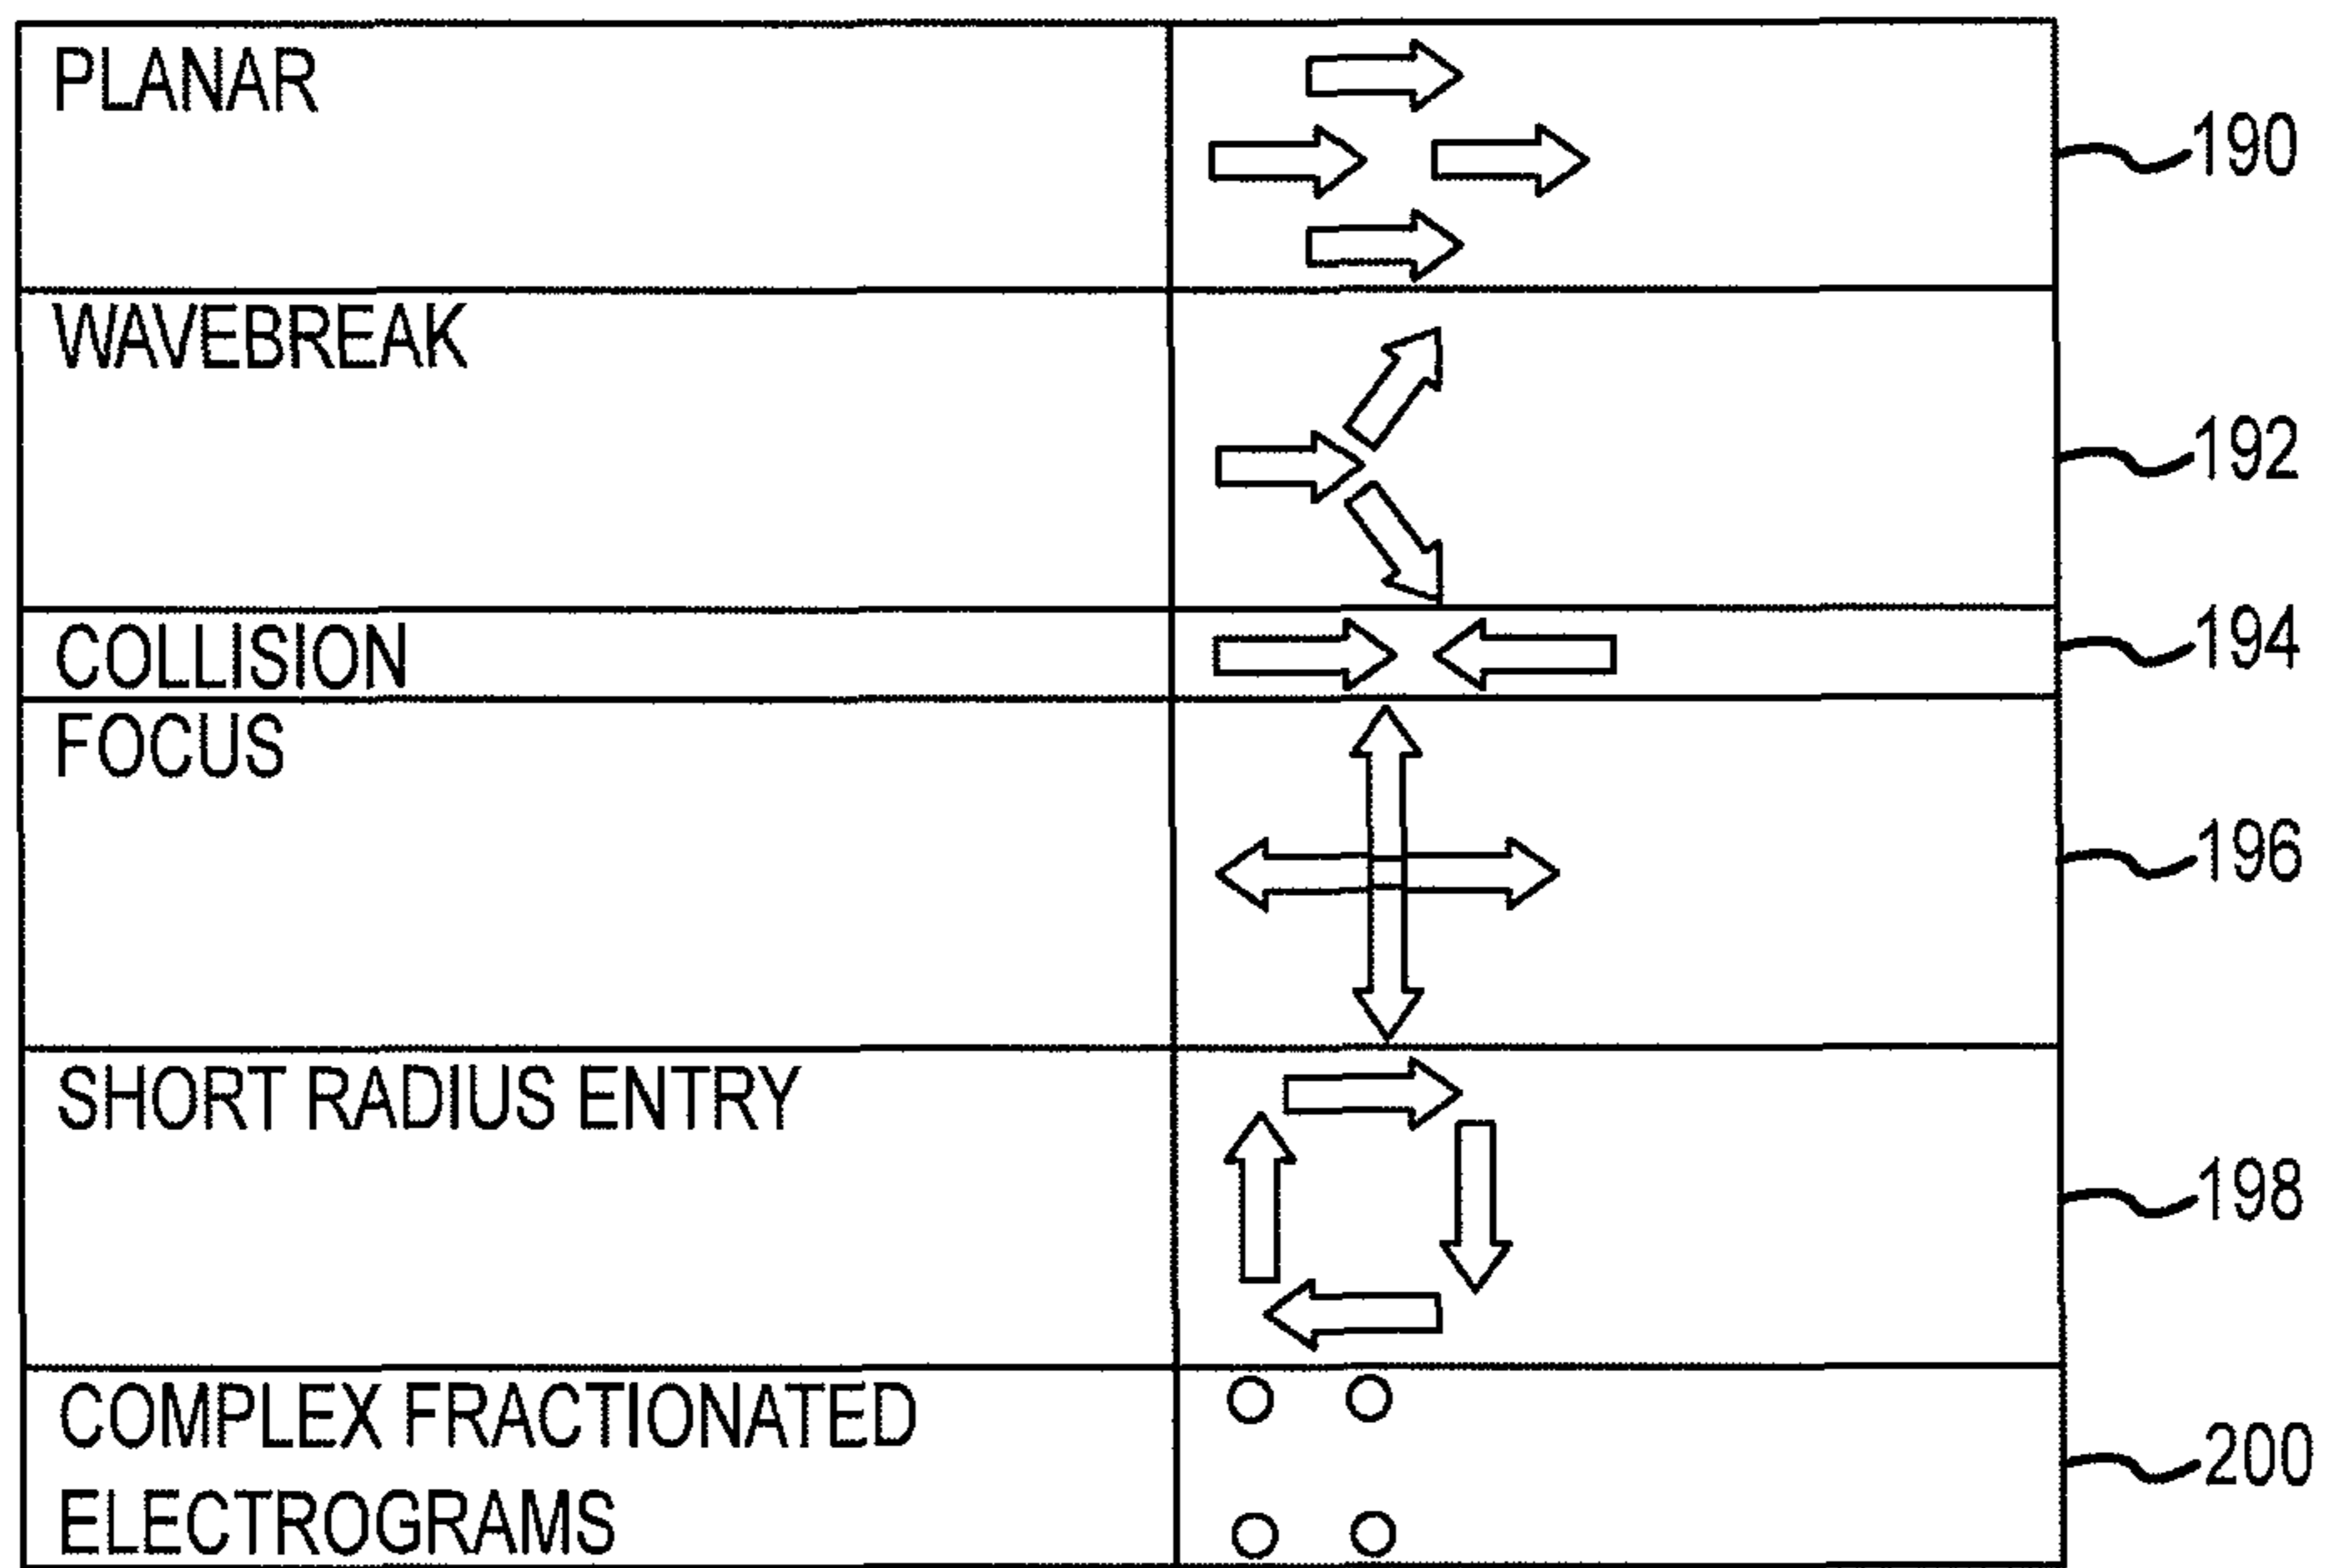 PLANAR
190
WAVEBREAK
192
COLLISION
194
FOCUS
196
SHORT RADIUS ENTRY
198
COMPLEX FRACTIONATED
ELECTROGRAMS
200